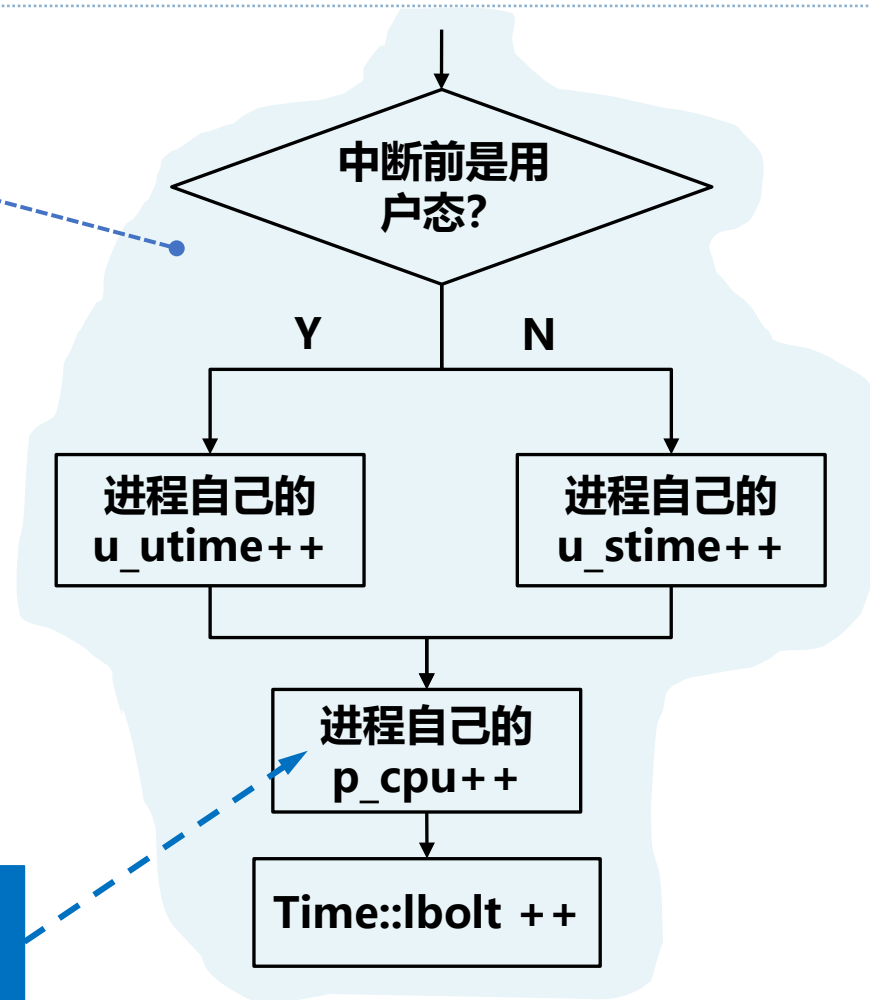 中断前是用
户态？
Y
N
进程自己的
u_utime++
进程自己的
u_stime++
进程自己的
p_cpu++
Time::lbolt ++